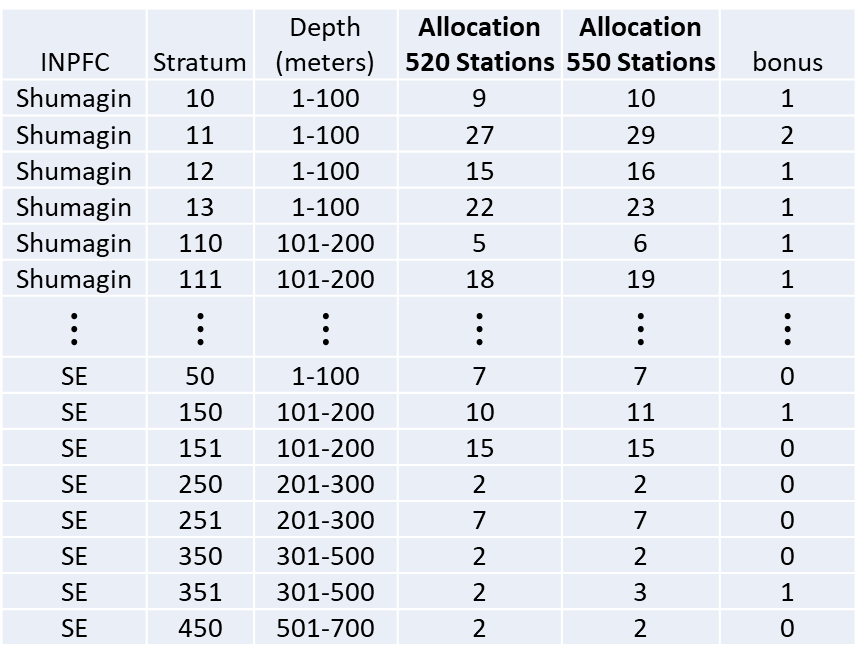 Depth Allocation Allocation
INPFC Stratum (meters) 520 Stations 550 Stations bonus
Shumagin 10 1-100 9 10 1
Shumagin 11 1-100 27 29 2
Shumagin 12 1-100 15 16 1
Shumagin 13 1-100 22 23 1
Shumagin 110 101-200 5 6 1
Shumagin 111 101-200 18 19 1
⋮ ⋮ ⋮ ⋮ ⋮ ⋮
SE 50 1-100 7 7 0
SE 150 101-200 10 11 1
SE 151 101-200 15 15 0
SE 250 201-300 2 2 0
SE 251 201-300 7 7 0
SE 350 301-500 2 2 0
SE 351 301-500 2 3 1
SE 450 501-700 2 2 0